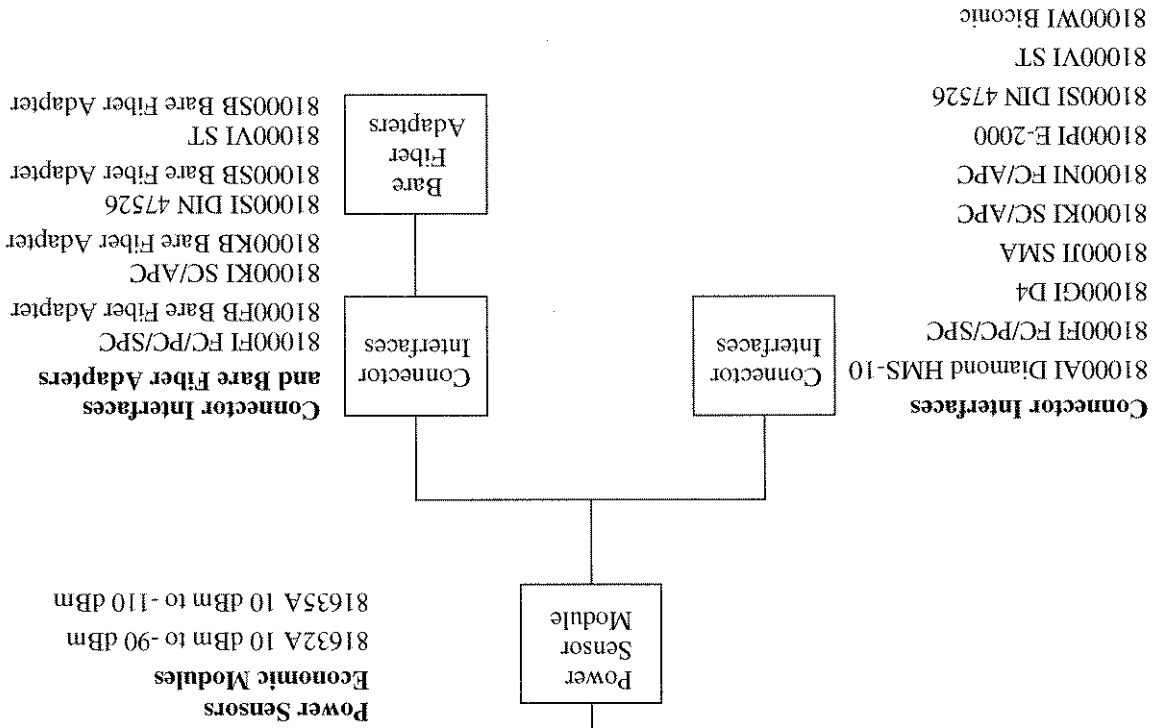 Power Sensors
Economic Modules
81632A 10 dBm to -90 dBm
81635A 10 dBm to -110 dBm
Power
Sensor
Module
Connector Interfaces
81000AI Diamond HMS-10
81000FI FC/PC/SPC
81000GI D4
81000JI SMA
81000KI SC/APC
81000NI FC/APC
81000PI E-2000
81000SI DIN 47526
81000VI ST
81000WI Biconic
Connector
Interfaces
Connector
Interfaces
Bare
Fiber
Adapters
Connector Interfaces
and Bare Fiber Adapters
81000FI FC/PC/SPC
81000FB Bare Fiber Adapter
81000KI SC/APC
81000KB Bare Fiber Adapter
81000SI DIN 47526
81000SB Bare Fiber Adapter
81000VI ST
81000SB Bare Fiber Adapter